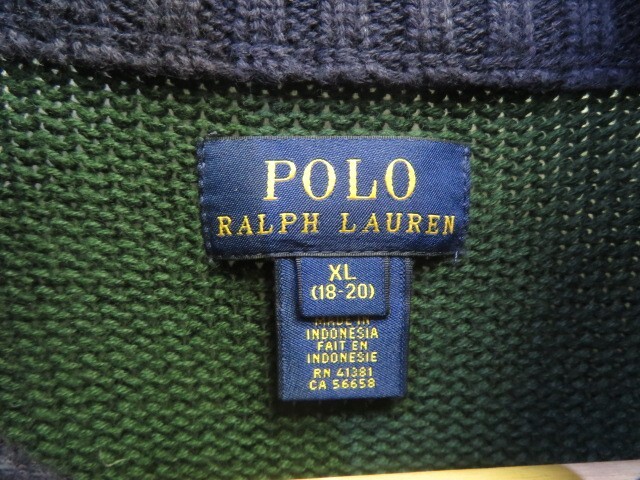 POLO
RALPH LAUREN
XL
(18-20)
MADE IN
INDONESIA
FAIT EN
INDONESIE
RN 41381
CA 56658